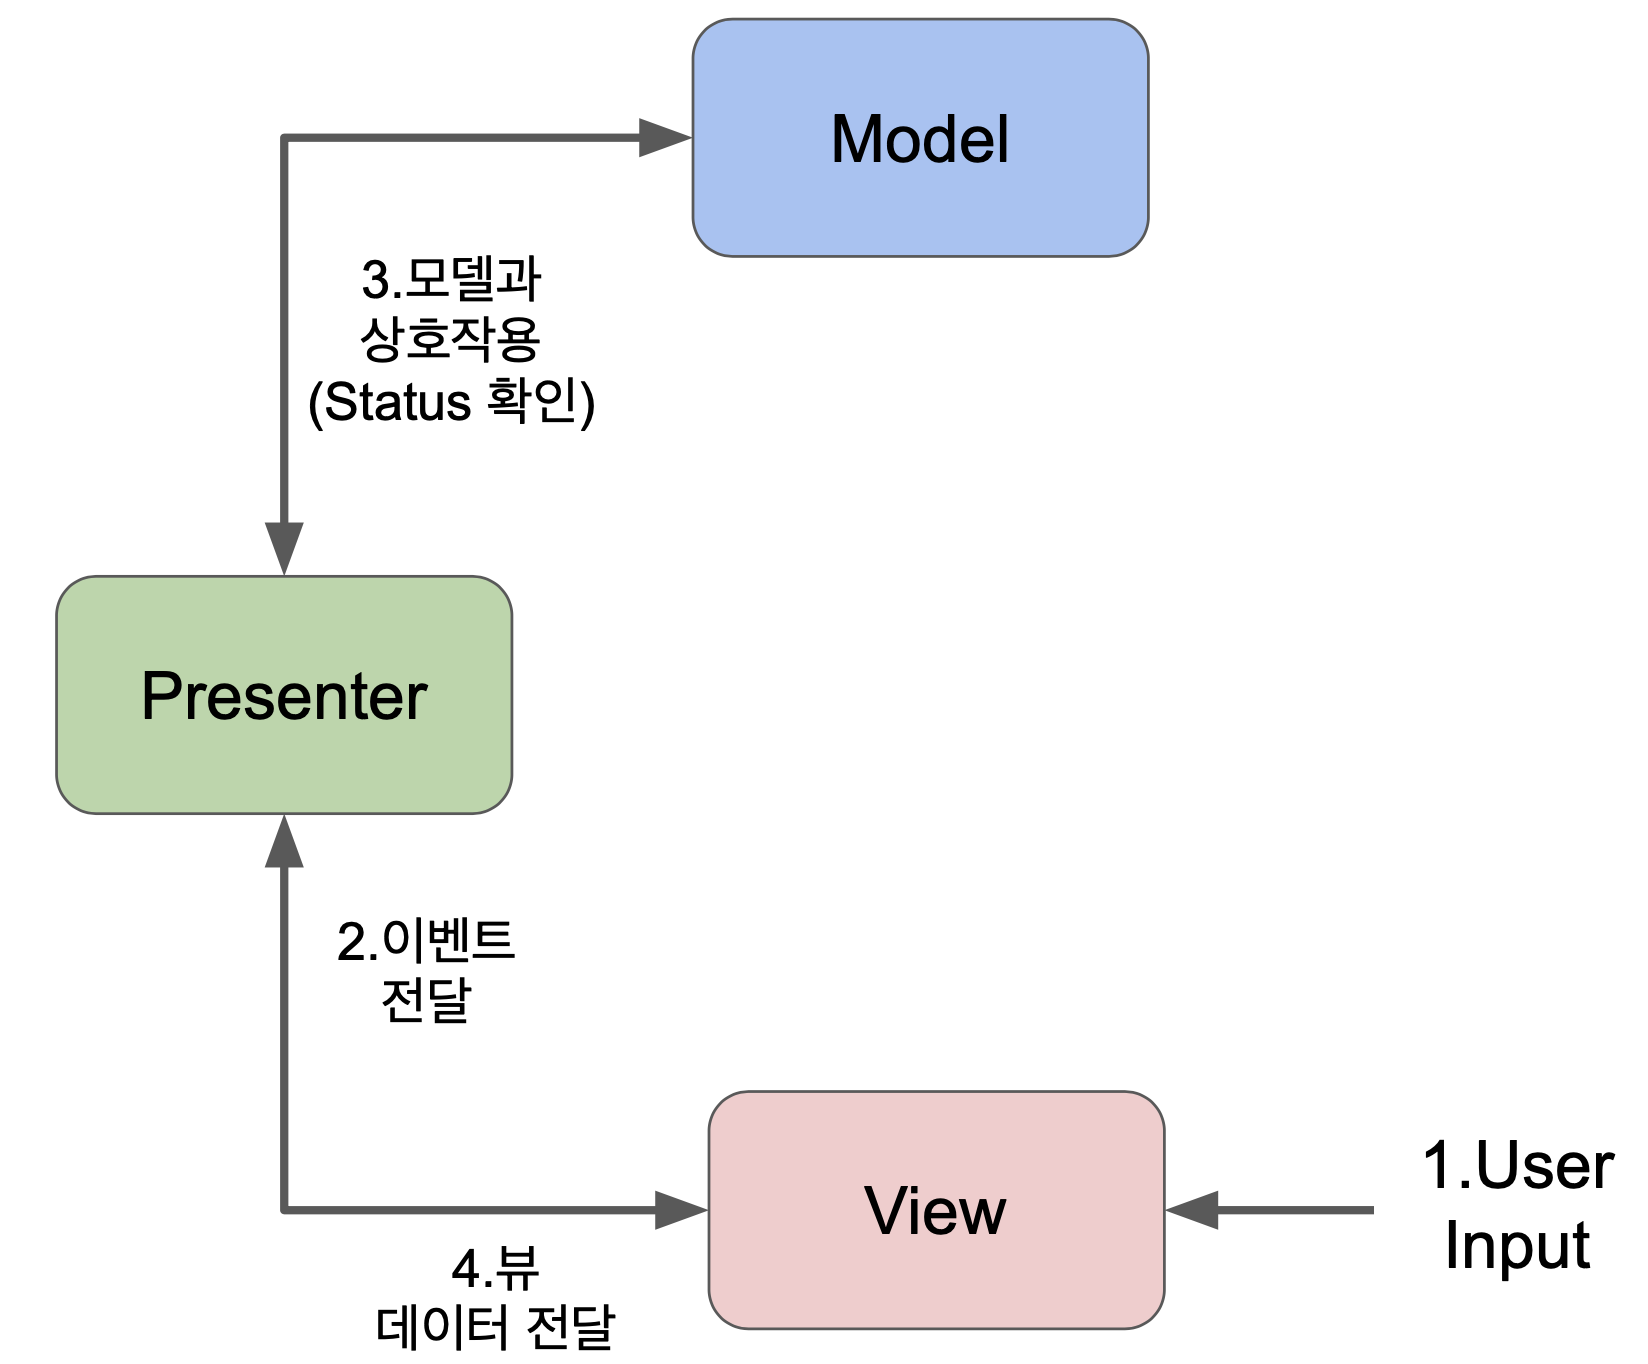 Model
3.모델과
상호작용
(Status 확인)
Presenter
2.이벤트
전달
View
1.User
Input
4.뷰
데이터 전달